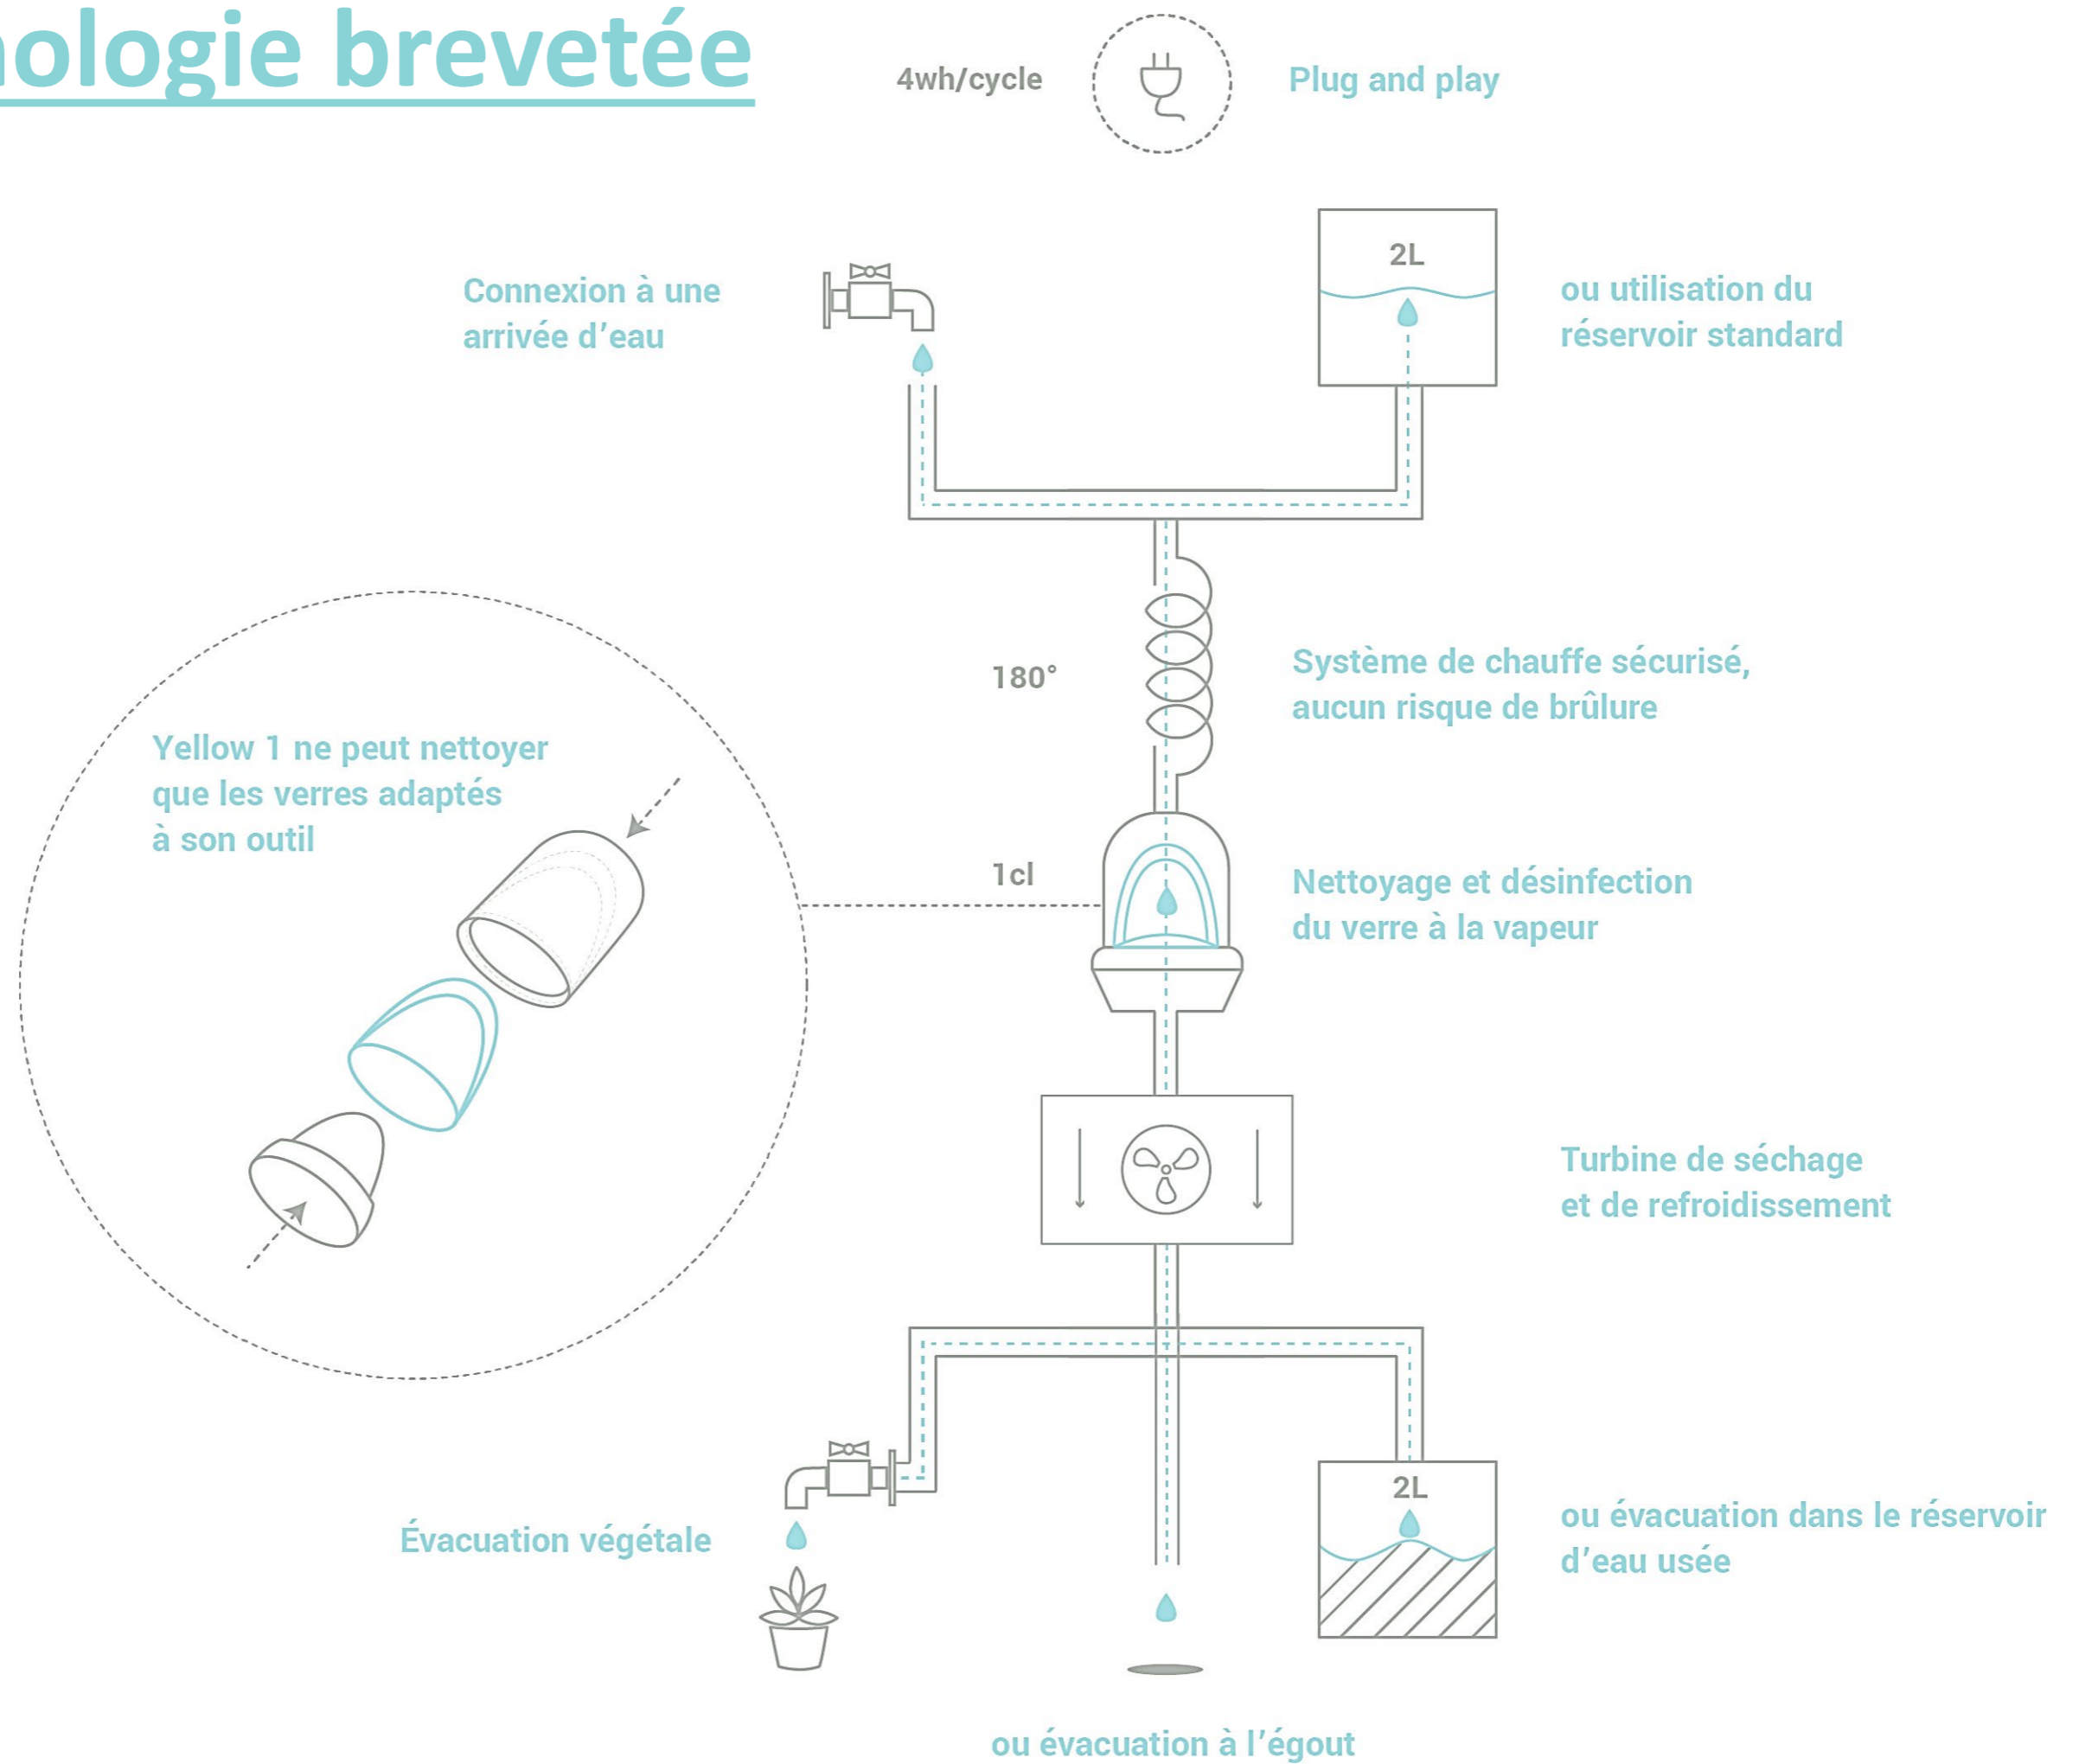 nologie brevetée
4wh/cycle
Plug and play
2L
Connexion à une
arrivée d’eau
ou utilisation du
réservoir standard
180°
Système de chauffe sécurisé,
aucun risque de brûlure
Yellow 1 ne peut nettoyer
que les verres adaptés
à son outil
1cl
Nettoyage et désinfection
du verre à la vapeur
Turbine de séchage
et de refroidissement
2L
Évacuation végétale
ou évacuation dans le réservoir
d’eau usée
ou évacuation à l’égout